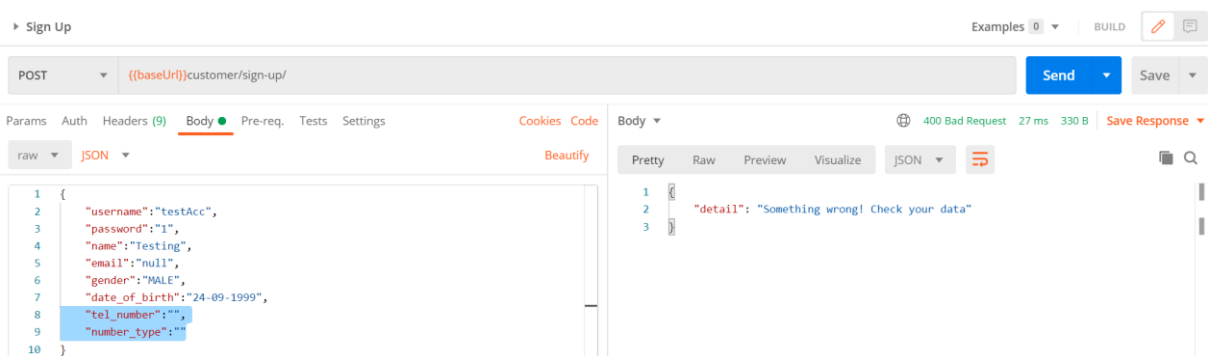 Sign Up
Examples 0 BUILD
POST {{baseUrl}}customer/sign-up/ Send Save
Params Auth Headers (9) Body Pre-req. Tests Settings Cookies Code
Body 400 Bad Request 27 ms 330 B Save Response
raw JSON Beautify
Pretty Raw Preview Visualize JSON
1 {
2 "username":"testAcc",
3 "password":"1",
4 "name":"Testing",
5 "email":"null",
6 "gender":"MALE",
7 "date_of_birth":"24-09-1999",
8 "tel_number":"",
9 "number_type":""
10 }
1 {
2 "detail": "Something wrong! Check your data"
3 }